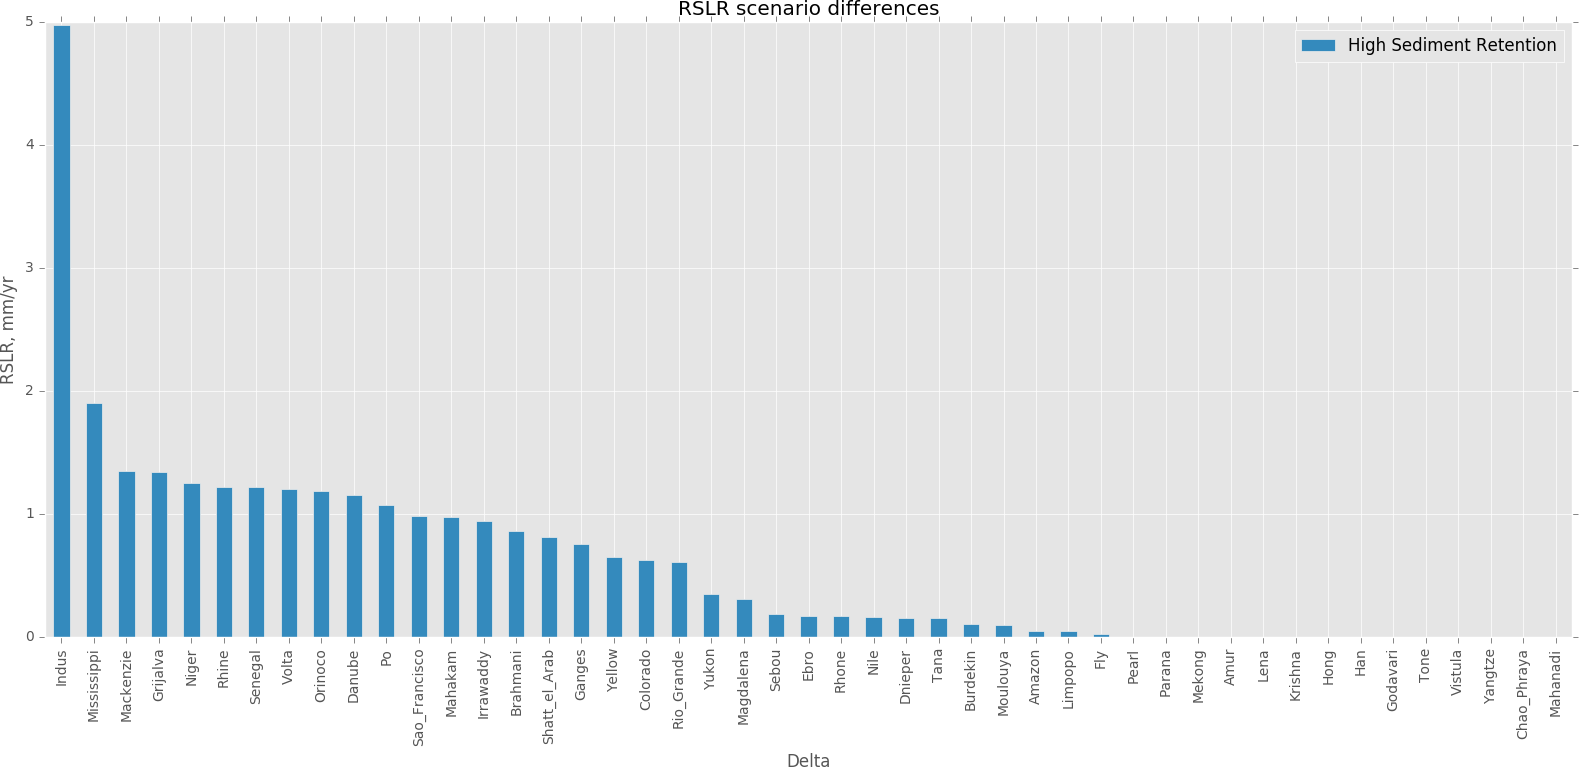 RSLR scenario differences
High Sediment Retention
RSLR, mm/yr
5
4
3
2
1
0
Indus
Mississippi
Mackenzie
Grijalva
Niger
Rhine
Senegal
Volta
Orinoco
Danube
Po
Sao_Francisco
Mahakam
Irrawaddy
Brahmani
Shatt_el_Arab
Ganges
Yellow
Colorado
Rio_Grande
Yukon
Magdalena
Sebou
Ebro
Rhone
Nile
Dnieper
Tana
Burdekin
Moulouya
Amazon
Limpopo
Fly
Pearl
Parana
Mekong
Amur
Lena
Krishna
Hong
Han
Godavari
Tone
Vistula
Yangtze
Chao_Phraya
Mahanadi
Delta